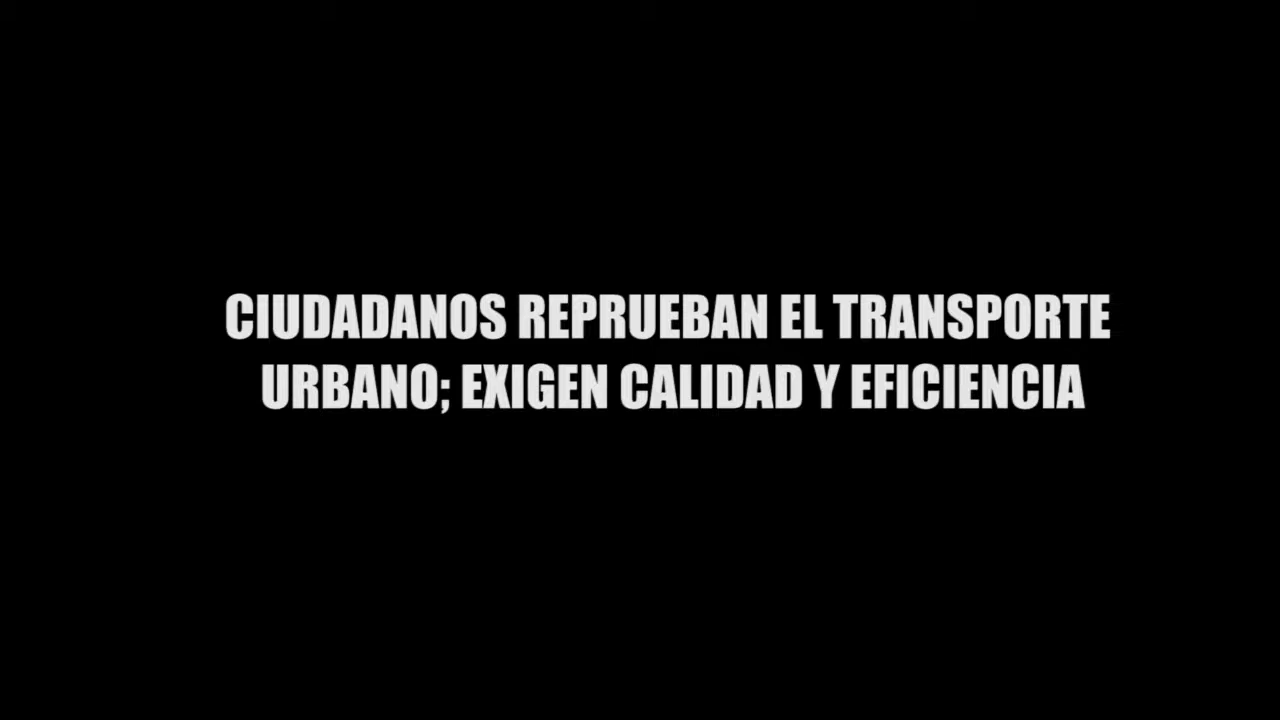 CIUDADANOS REPRUEBAN EL TRANSPORTE
URBANO; EXIGEN CALIDAD Y EFICIENCIA